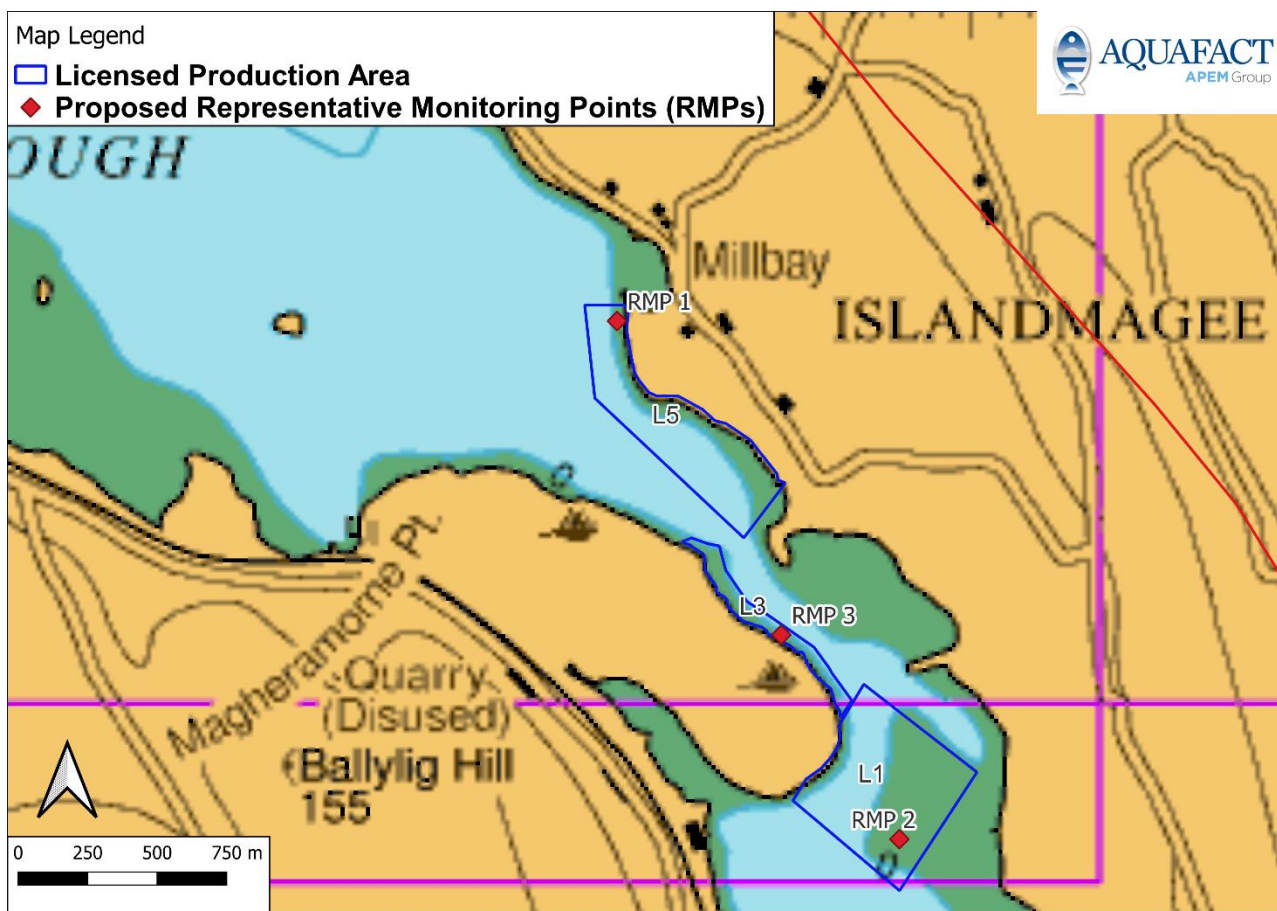 Map Legend
Licensed Production Area
Proposed Representative Monitoring Points (RMPs)
AQUAFACT
APEM Group
OUGH
Millbay
RMP 1
ISLANDMAGEE
L5
L3
RMP 3
Magheramorne Pt.
Quarry
(Disused)
Ballylig Hill
155
L1
RMP 2
0 250 500 750 m